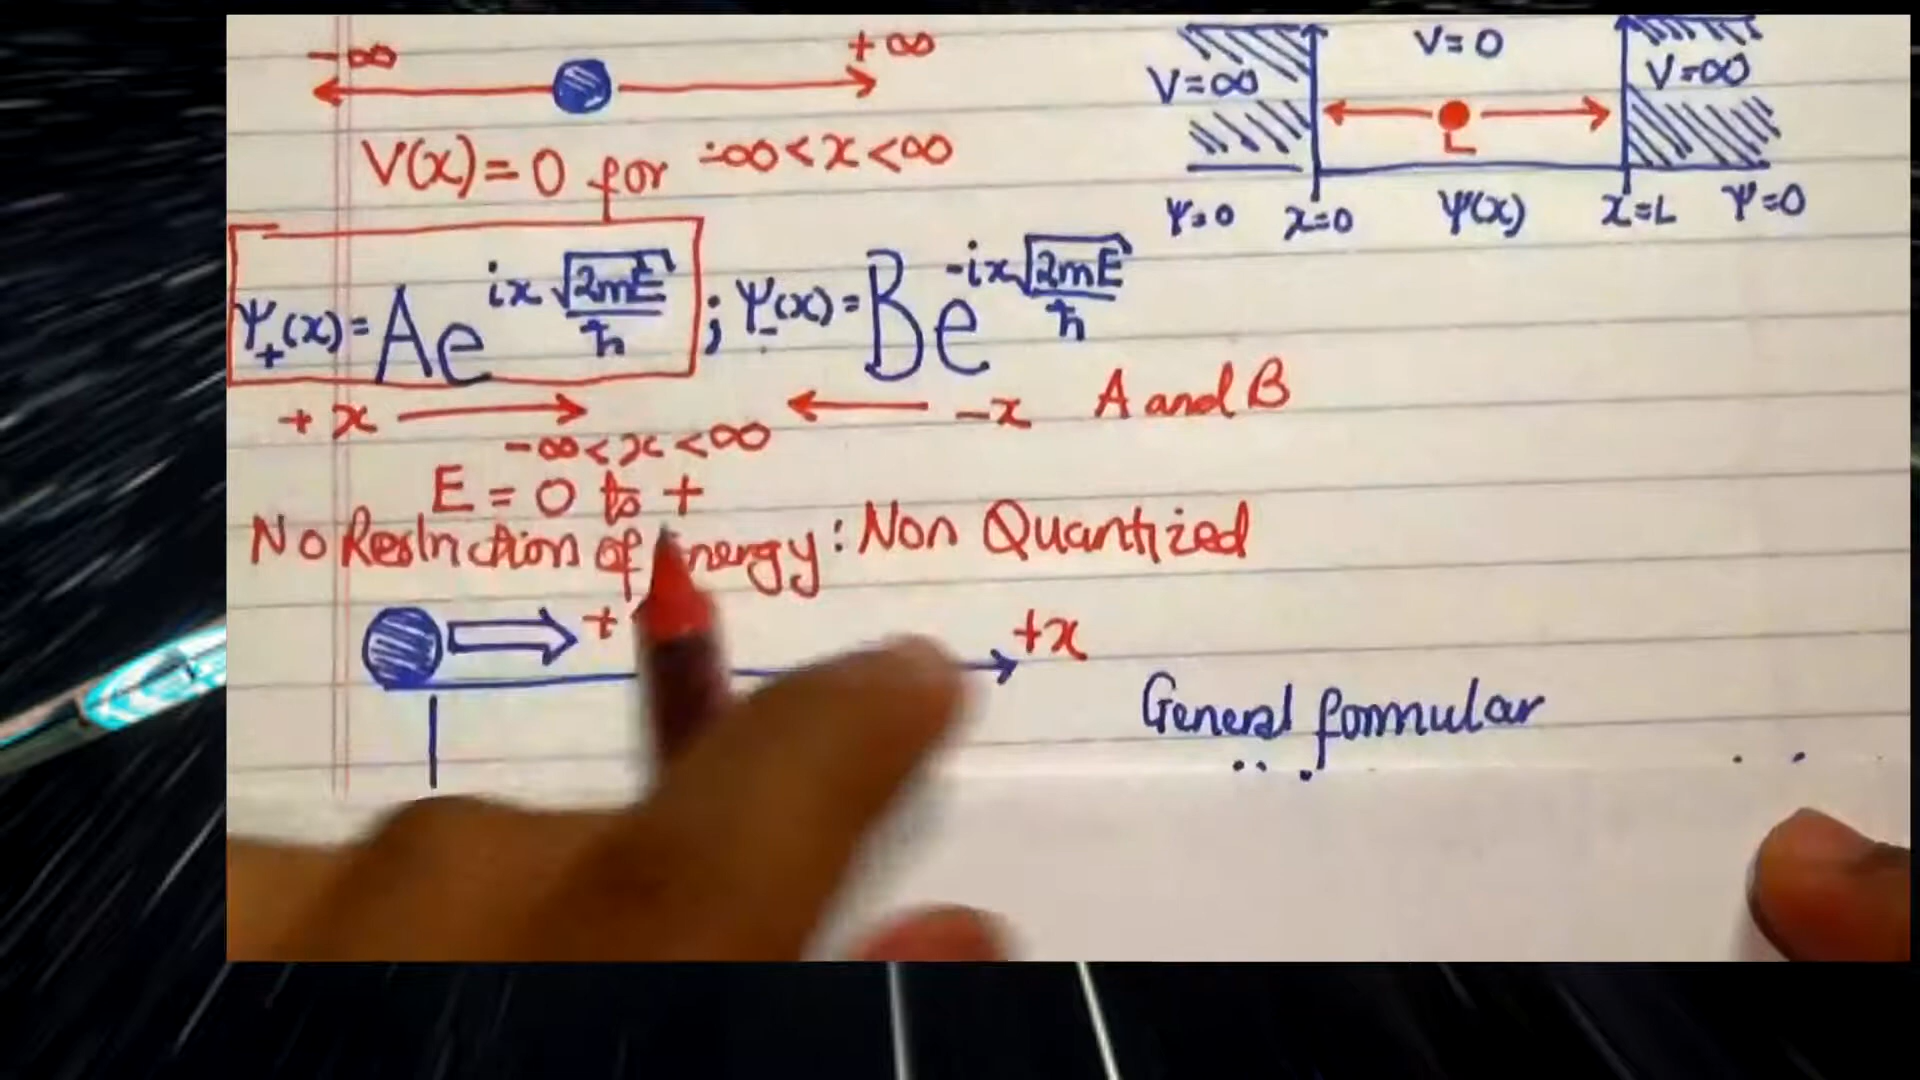 -∞ +∞
V(x) = 0 for -∞ < x < ∞
V=∞ V=0 V=∞
L
Ψ=0 x=0 Ψ(x) x=L Ψ=0
Ψ₊(x) = Ae^(ix √(2mE)/ħ) ; Ψ₋(x) = Be^(-ix √(2mE)/ħ)
+x -x A and B
-∞ < x < ∞
E = 0 to +
No Restriction of Energy : Non Quantized
+
+x
General formular